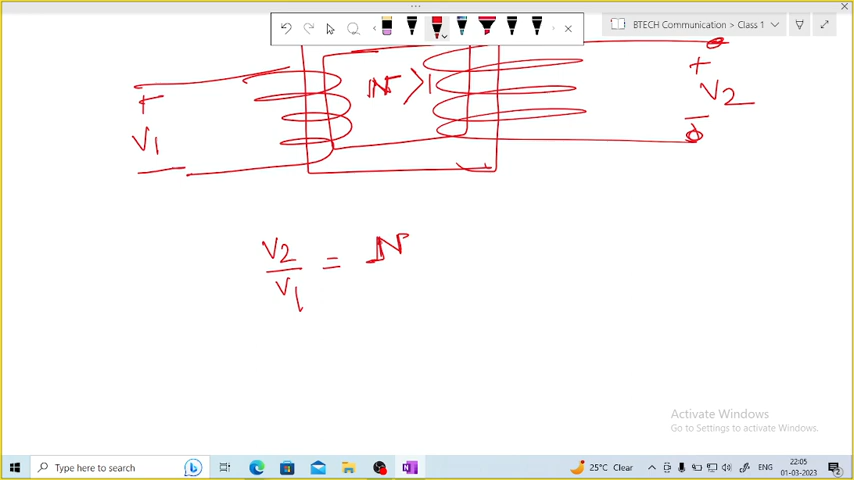 BTECH Communication > Class 1
N > 1
+
+
V1
V2
V2
V1
= N
Activate Windows
Go to Settings to activate Windows.
Type here to search
25°C Clear
ENG
22:05
01-03-2023
2